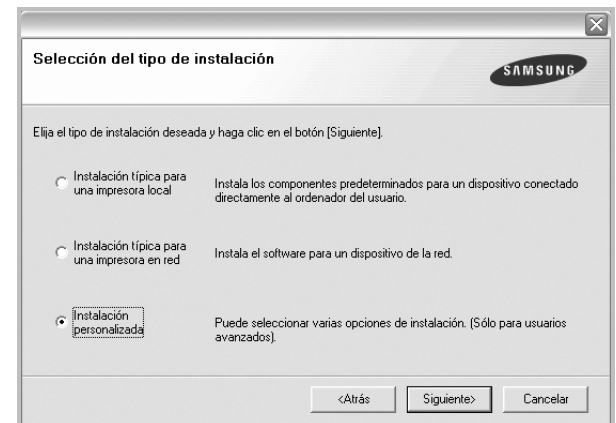 Selección del tipo de instalación
SAMSUNG
Elija el tipo de instalación deseada y haga clic en el botón [Siguiente].
Instalación típica para
una impresora local
Instala los componentes predeterminados para un dispositivo conectado
directamente al ordenador del usuario.
Instalación típica para
una impresora en red
Instala el software para un dispositivo de la red.
Instalación
personalizada
Puede seleccionar varias opciones de instalación. (Sólo para usuarios
avanzados).
<Atrás
Siguiente>
Cancelar